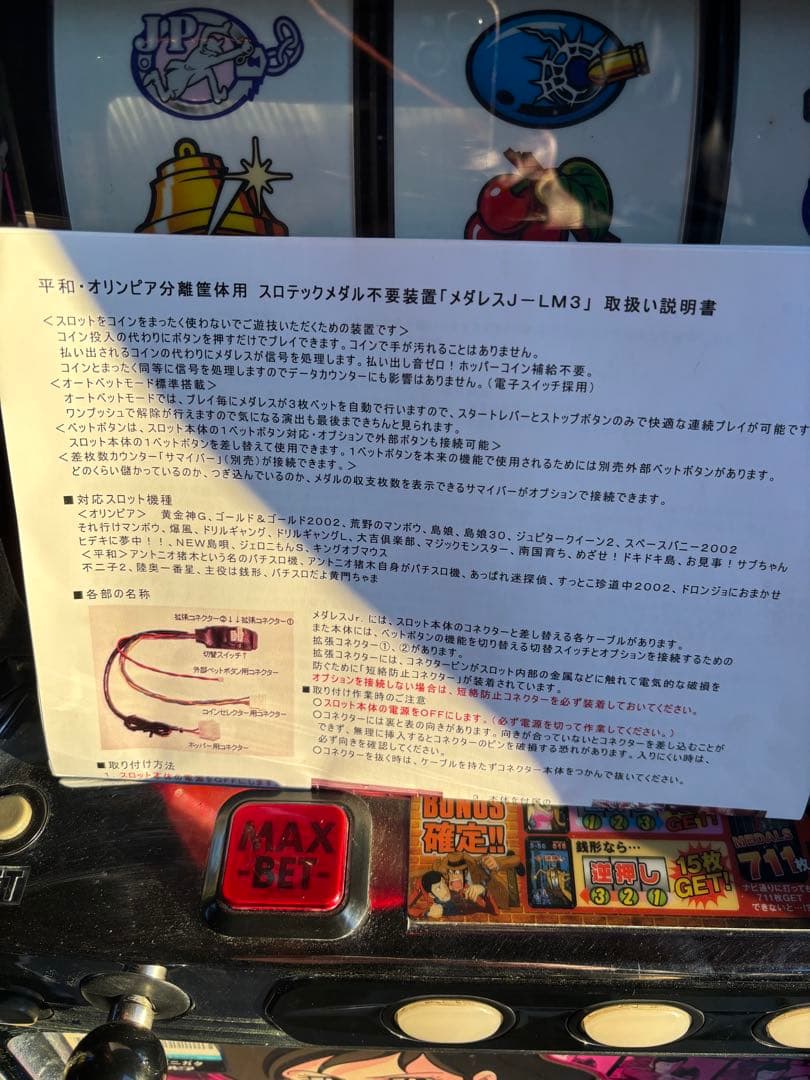 JP
平和・オリンピア分離筐体用 スロテックメダル不要装置「メダレスJーLM3」 取扱い説明書
＜スロットをコインをまったく使わないでご遊技いただくための装置です＞
コイン投入の代わりにボタンを押すだけでプレイできます。コインで手が汚れることはありません。
払い出されるコインの代わりにメダレスが信号を処理します。払い出し音ゼロ！ホッパーコイン補給不要。
コインとまったく同等に信号を処理しますのでデータカウンターにも影響はありません。（電子スイッチ採用）
＜オートベットモード標準搭載＞
オートベットモードでは、プレイ毎にメダレスが3枚ベットを自動で行いますので、スタートレバーとストップボタンのみで快適な連続プレイが可能です
ワンプッシュで解除が行えますので気になる演出も最後まできちんと見られます。
＜ベットボタンは、スロット本体の1ベットボタン対応・オプションで外部ボタンも接続可能＞
スロット本体の1ベットボタンを差し替えて使用できます。1ベットボタンを本来の機能で使用されるためには別売外部ベットボタンがあります。
＜差枚数カウンター「サマイバー」（別売）が接続できます。＞
どのくらい儲かっているのか、つぎ込んでいるのか、メダルの収支枚数を表示できるサマイバーがオプションで接続できます。
■対応スロット機種
＜オリンピア＞ 黄金神G、ゴールド＆ゴールド2002、荒野のマンボウ、島娘、島娘30、ジュピタークイーン2、スペースバニー2002
それ行けマンボウ、爆風、ドリルギャング、ドリルギャングL、大吉倶楽部、マジックモンスター、南国育ち、めざせ！ドキドキ島、お見事！サブちゃん
ヒデキに夢中！！、NEW島唄、ジェロニもんS、キングオブマウス
＜平和＞アントニオ猪木という名のパチスロ機、アントニオ猪木自身がパチスロ機、あっぱれ迷探偵、すっとこ珍道中2002、ドロンジョにおまかせ
不二子2、陸奥一番星、主役は銭形、パチスロだよ黄門ちゃま
■各部の名称
拡張コネクター②↓↓拡張コネクター①
切替スイッチ↑
外部ベットボタン用コネクター
コインセレクター用コネクター
ホッパー用コネクター
メダレスJr.には、スロット本体のコネクターと差し替える各ケーブルがあります。
また本体には、ベットボタンの機能を切り替える切替スイッチとオプションを接続するための
拡張コネクター①、②があります。
拡張コネクターには、コネクターピンがスロット内部の金属などに触れて電気的な破損を
防ぐために「短絡防止コネクター」が装着されています。
オプションを接続しない場合は、短絡防止コネクターを必ず装着しておいてください。
■取り付け作業時のご注意
○スロット本体の電源をOFFにします。（必ず電源を切って作業してください。）
○コネクターには裏と表の向きがあります。向きが合っていないとコネクターを差し込むことが
できず、無理に挿入するとコネクターのピンを破損する恐れがあります。入りにくい時は、
必ず向きを確認してください。
○コネクターを抜く時は、ケーブルを持たずコネクター本体をつかんで抜いてください。
■取り付け方法
1．スロット本体の電源をOFFにします
MAX
-BET-
BONUS
確定!!
①②③ GET!
銭形なら…
逆押し
③②①
15枚
GET!
MEDALS
711枚
ナビ通りに打っても
711枚GET
できないと…